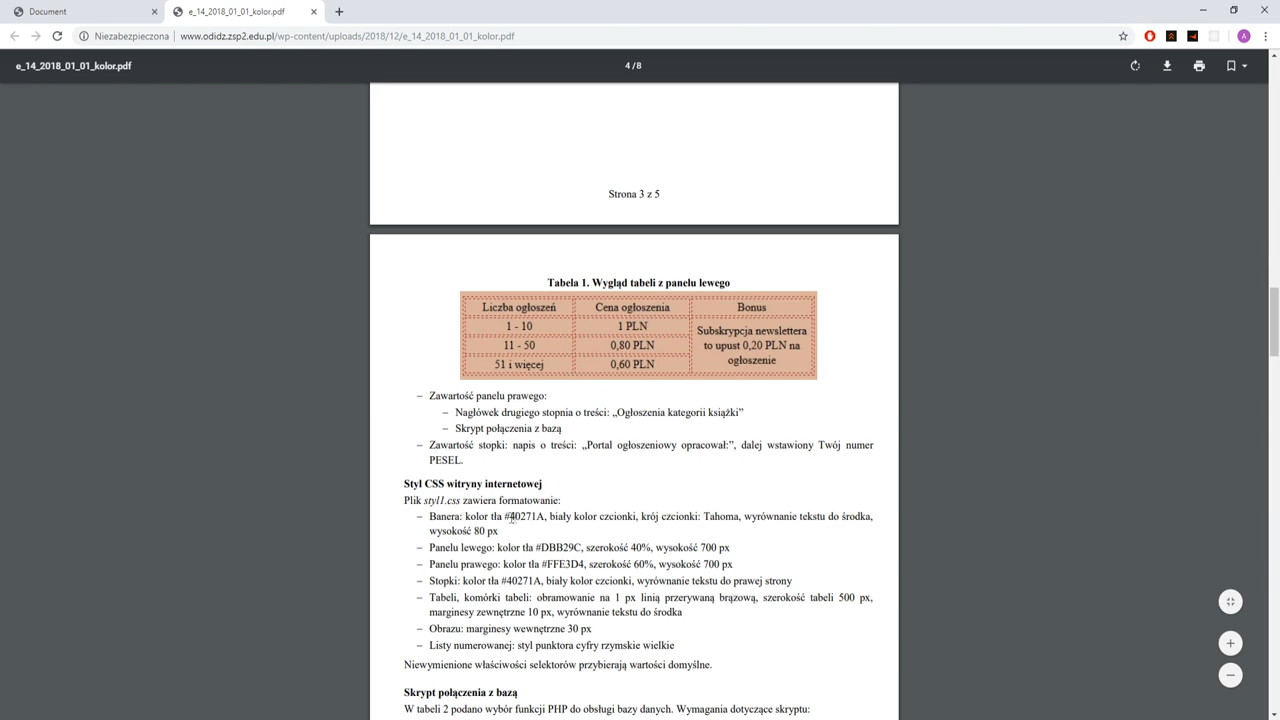 Document
e_14_2018_01_01_kolor.pdf
Niezabezpieczona | www.odidz.zsp2.edu.pl/wp-content/uploads/2018/12/e_14_2018_01_01_kolor.pdf
A
e_14_2018_01_01_kolor.pdf
4 / 8
Strona 3 z 5
Tabela 1. Wygląd tabeli z panelu lewego
Liczba ogłoszeń Cena ogłoszenia Bonus
1 - 10 1 PLN Subskrypcja newslettera
11 - 50 0,80 PLN to upust 0,20 PLN na
51 i więcej 0,60 PLN ogłoszenie
– Zawartość panelu prawego:
– Nagłówek drugiego stopnia o treści: „Ogłoszenia kategorii książki”
– Skrypt połączenia z bazą
– Zawartość stopki: napis o treści: „Portal ogłoszeniowy opracował:”, dalej wstawiony Twój numer
PESEL.
Styl CSS witryny internetowej
Plik styl1.css zawiera formatowanie:
– Banera: kolor tła #40271A, biały kolor czcionki, krój czcionki: Tahoma, wyrównanie tekstu do środka,
wysokość 80 px
– Panelu lewego: kolor tła #DBB29C, szerokość 40%, wysokość 700 px
– Panelu prawego: kolor tła #FFE3D4, szerokość 60%, wysokość 700 px
– Stopki: kolor tła #40271A, biały kolor czcionki, wyrównanie tekstu do prawej strony
– Tabeli, komórki tabeli: obramowanie na 1 px linią przerywaną brązową, szerokość tabeli 500 px,
marginesy zewnętrzne 10 px, wyrównanie tekstu do środka
– Obrazu: marginesy wewnętrzne 30 px
– Listy numerowanej: styl punktora cyfry rzymskie wielkie
Niewymienione właściwości selektorów przybierają wartości domyślne.
Skrypt połączenia z bazą
W tabeli 2 podano wybór funkcji PHP do obsługi bazy danych. Wymagania dotyczące skryptu: